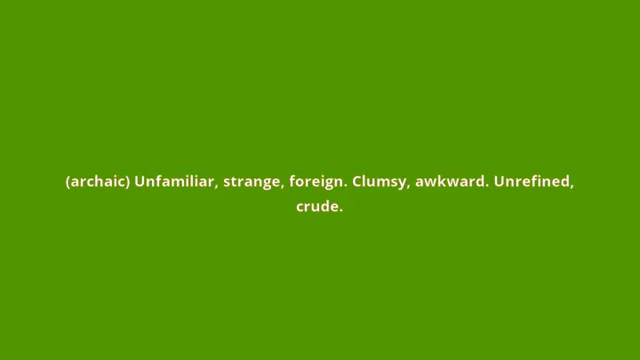 (archaic) Unfamiliar, strange, foreign. Clumsy, awkward. Unrefined,
crude.